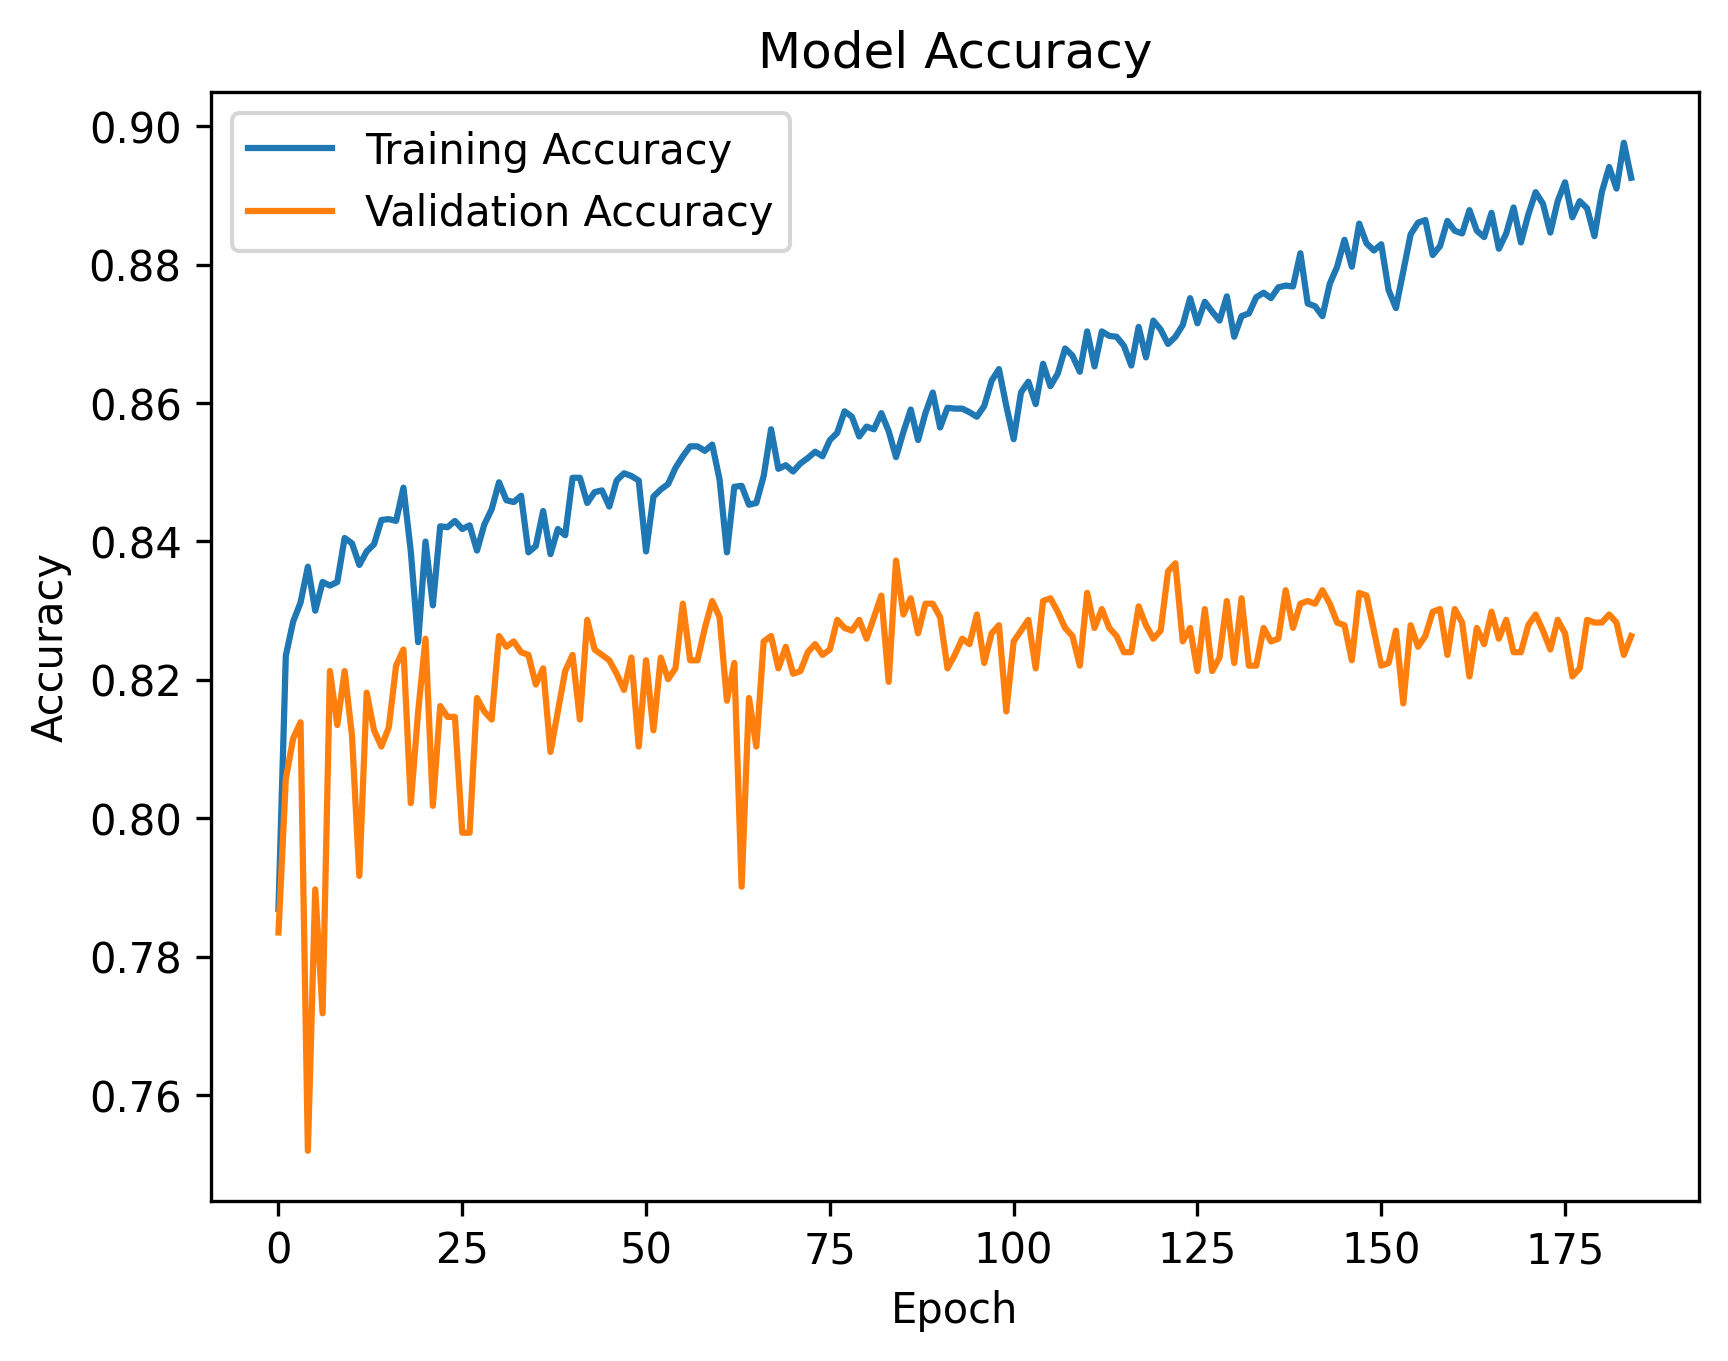 Model Accuracy
Training Accuracy
Validation Accuracy
0.90
0.88
0.86
0.84
0.82
0.80
0.78
0.76
Accuracy
0 25 50 75 100 125 150 175
Epoch